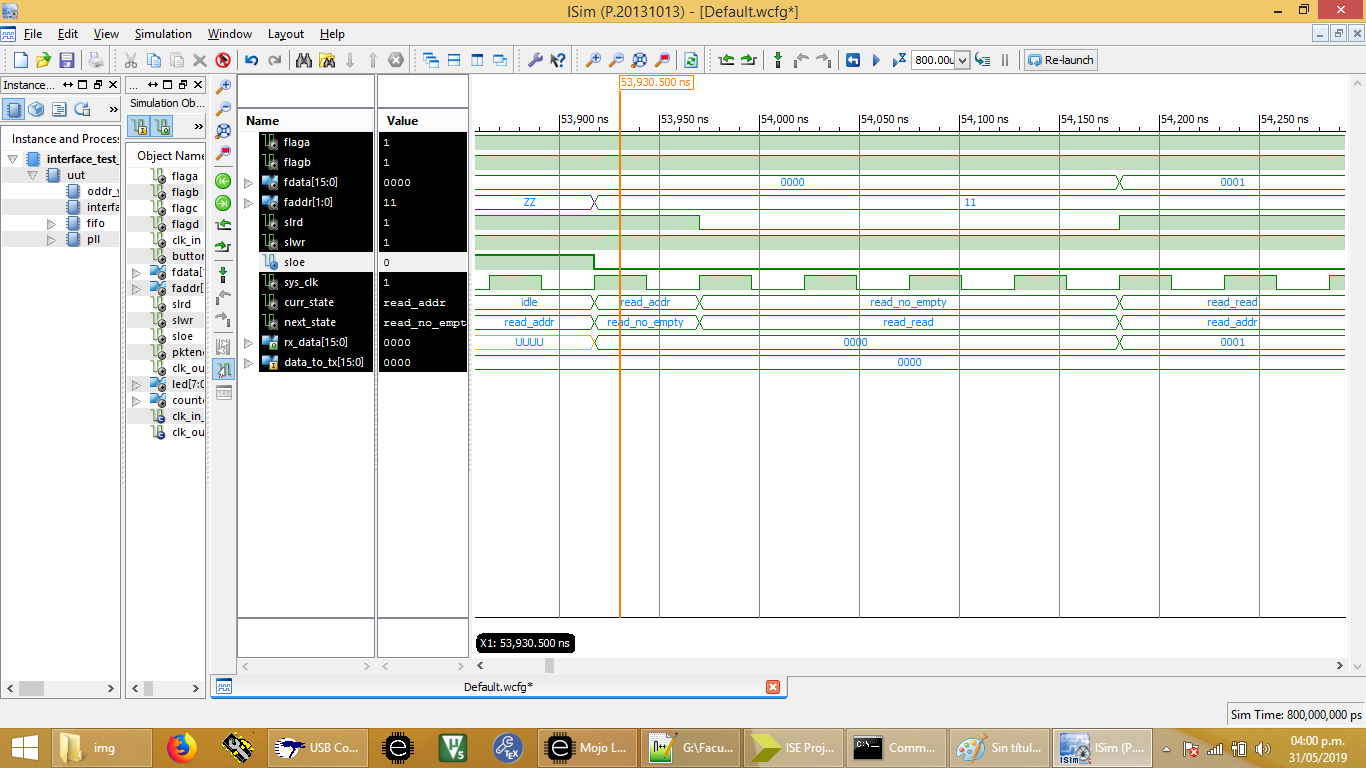 ISim (P.20131013) - [Default.wcfg*]
File Edit View Simulation Window Layout Help
800.00u
Re-launch
Instance...
...
Simulation Ob...
Instance and Process
interface_test_
uut
oddr_
interfa
fifo
pll
Object Name
flaga
flagb
flagc
flagd
clk_in
button
fdata[
faddr[
slrd
slwr
sloe
pktend
clk_ou
led[7:0
counte
clk_in_
clk_ou
Name Value
flaga 1
flagb 1
fdata[15:0] 0000
faddr[1:0] 11
slrd 1
slwr 1
sloe 0
sys_clk 1
curr_state read_addr
next_state read_no_empt
rx_data[15:0] 0000
data_to_tx[15:0] 0000
53,930.500 ns
53,900 ns 53,950 ns 54,000 ns 54,050 ns 54,100 ns 54,150 ns 54,200 ns 54,250 ns
0000 0001
ZZ 11
idle read_addr read_no_empty read_read
read_addr read_no_empty read_read read_addr
UUUU 0000 0001
0000
X1: 53,930.500 ns
Default.wcfg*
Sim Time: 800,000,000 ps
img
USB Co...
Mojo L...
G:\Facu...
ISE Proj...
Comm...
Sin títul...
ISim (P....
04:00 p.m.
31/05/2019